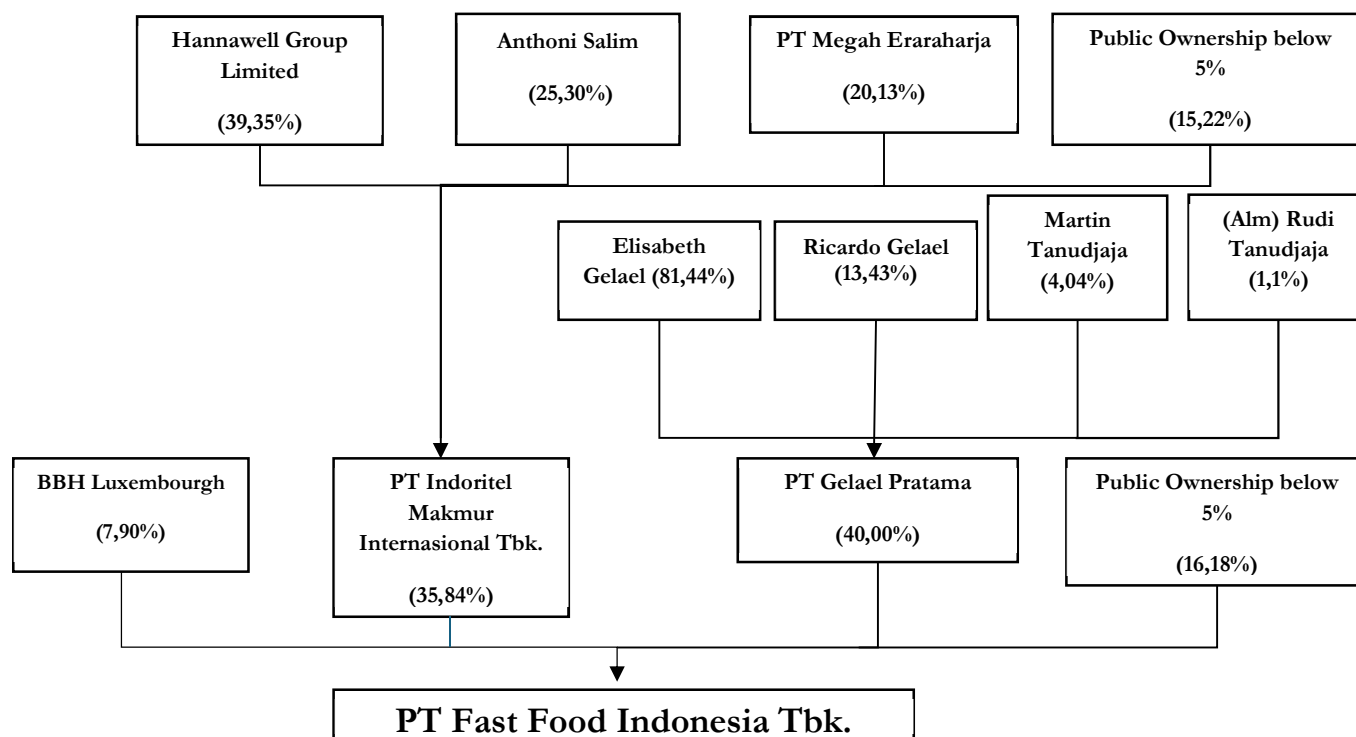 Hannawell Group
Limited
(39,35%)
Anthoni Salim
(25,30%)
PT Megah Eraraharja
(20,13%)
Public Ownership below
5%
(15,22%)
Elisabeth
Gelael (81,44%)
Ricardo Gelael
(13,43%)
Martin
Tanudjaja
(4,04%)
(Alm) Rudi
Tanudjaja
(1,1%)
BBH Luxembourgh
(7,90%)
PT Indoritel
Makmur
Internasional Tbk.
(35,84%)
PT Gelael Pratama
(40,00%)
Public Ownership below
5%
(16,18%)
PT Fast Food Indonesia Tbk.